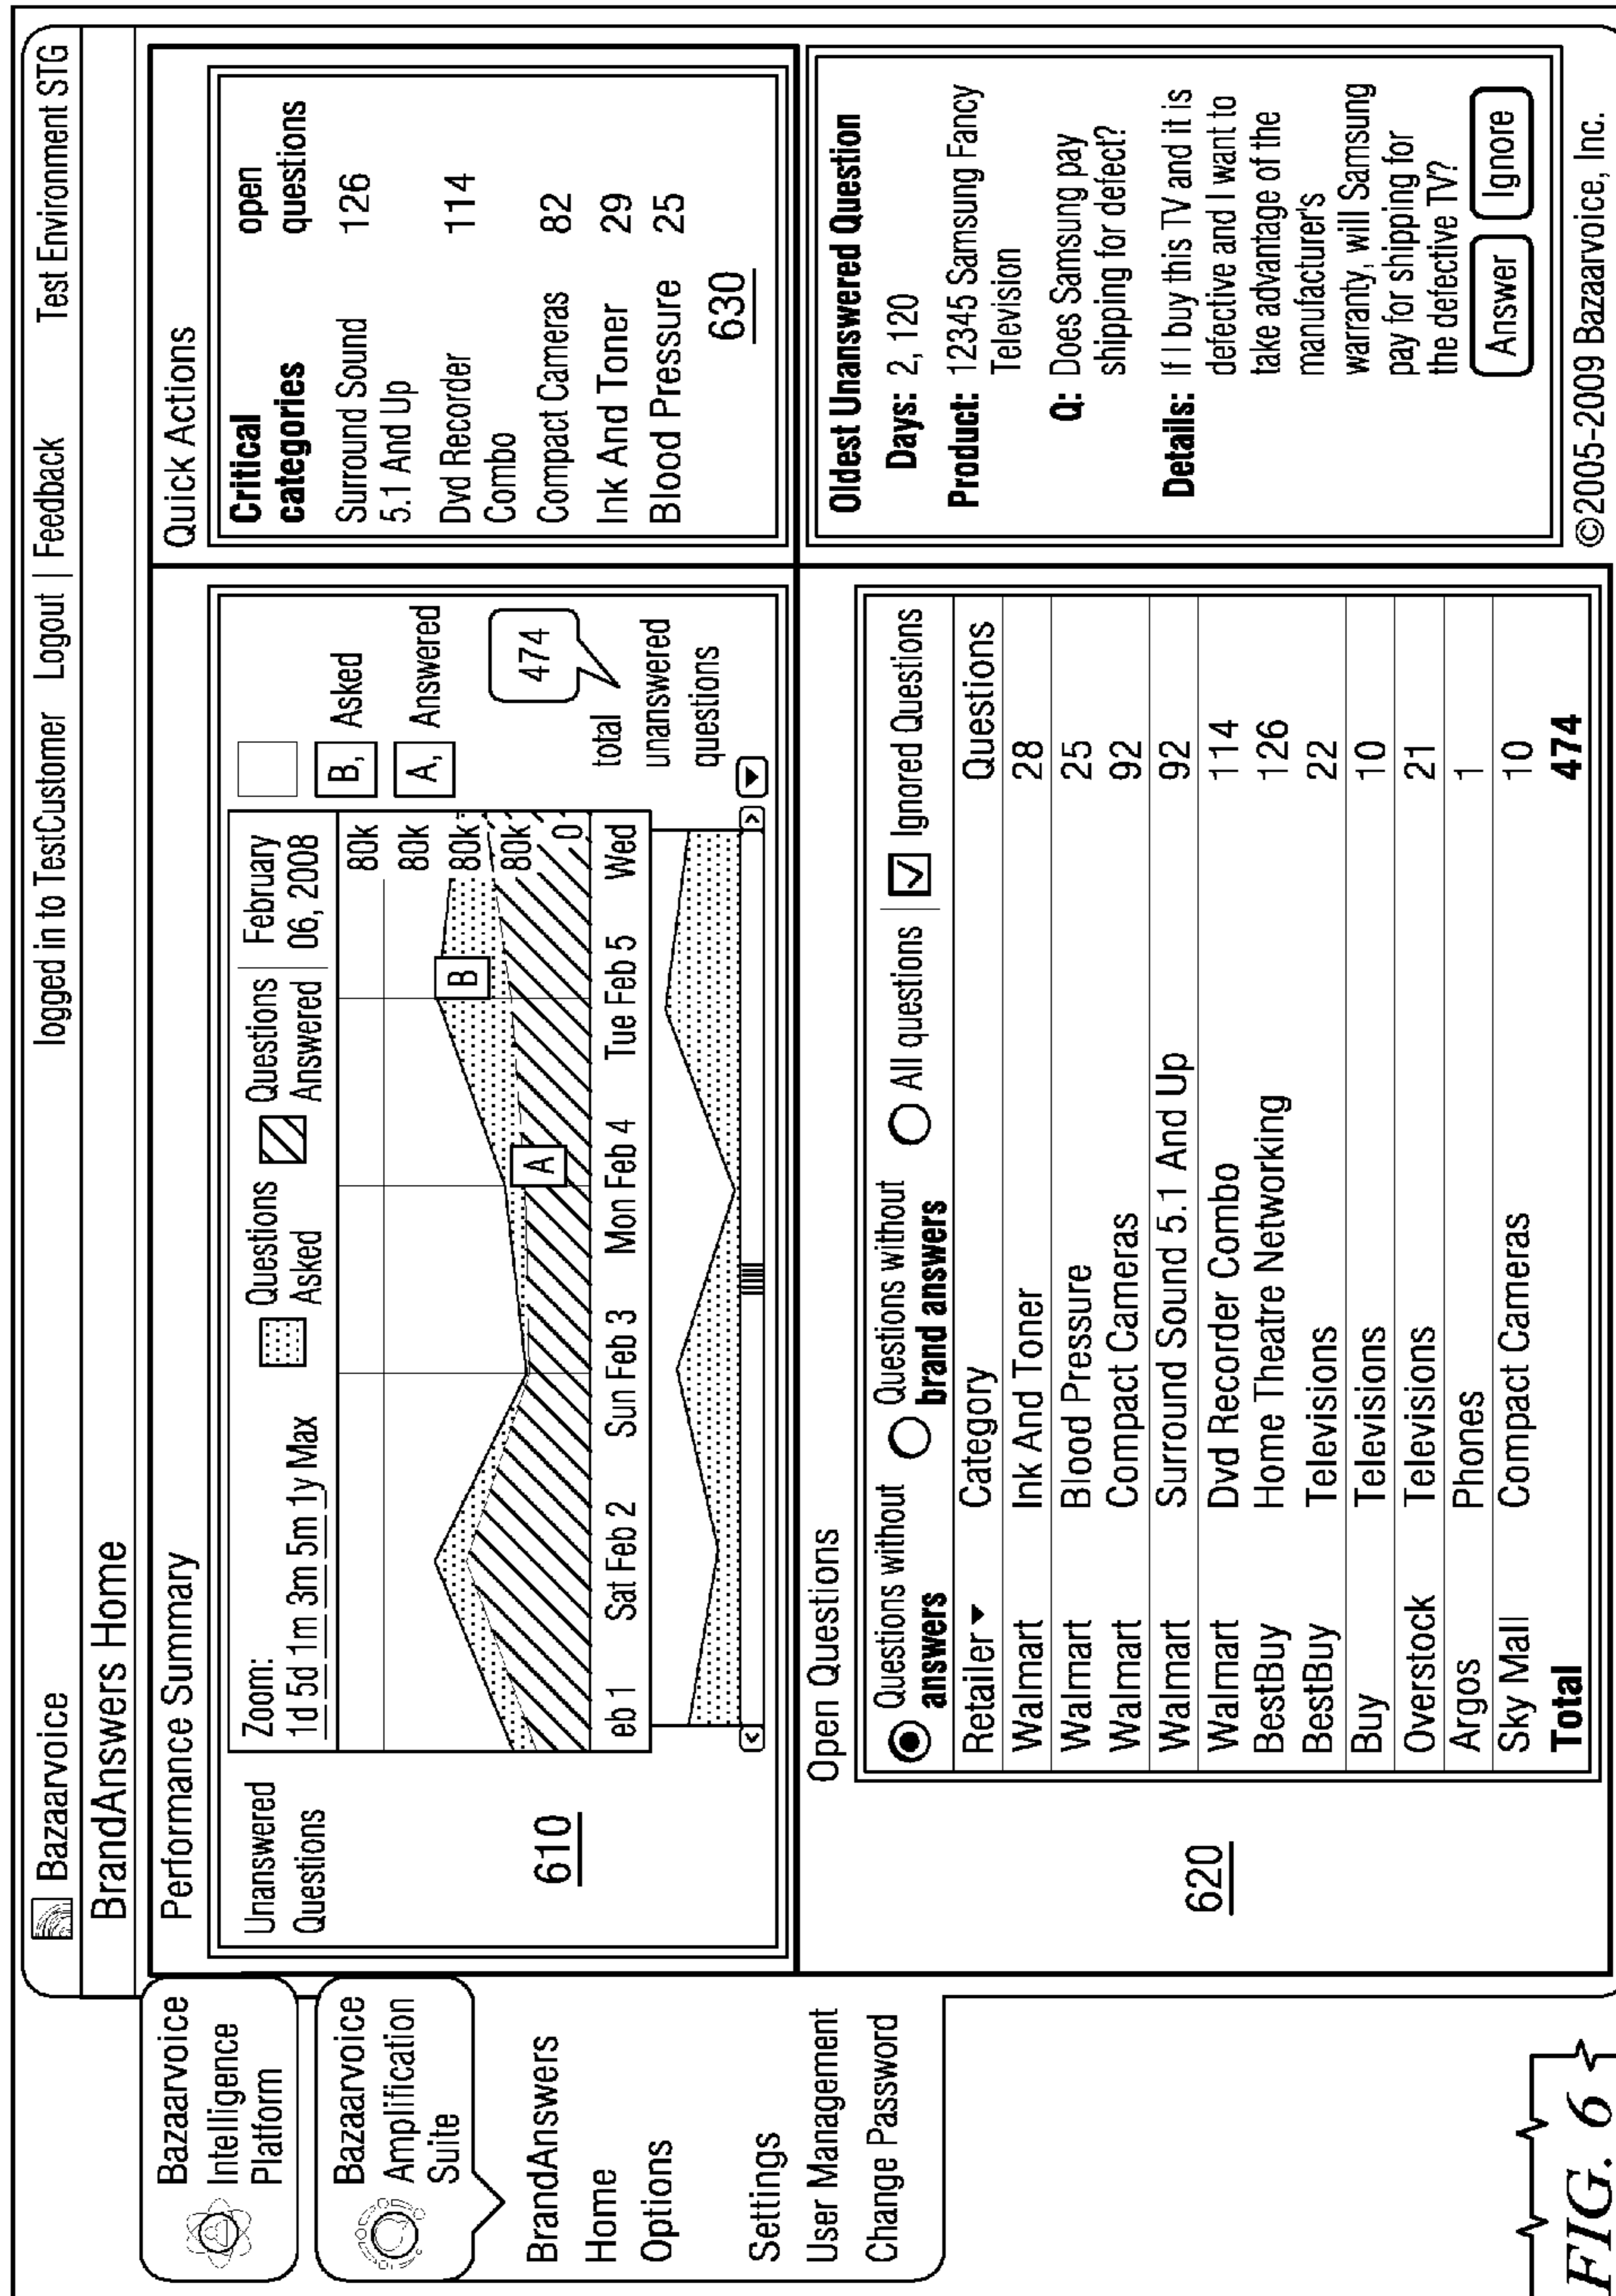 Bazaarvoice
logged in to TestCustomer Logout | Feedback Test Environment STG
BrandAnswers Home
Bazaarvoice
Intelligence
Platform
Bazaarvoice
Amplification
Suite
BrandAnswers
Home
Options
Settings
User Management
Change Password
Performance Summary
Unanswered
Questions
610
Zoom:
1d 5d 1m 3m 5m 1y Max
Questions
Asked
Questions
Answered
February
06, 2008
80k
80k
80k
80k
0
B
A
eb 1 Sat Feb 2 Sun Feb 3 Mon Feb 4 Tue Feb 5 Wed
B, Asked
A, Answered
474
total
unanswered
questions
Quick Actions
Critical categories open questions
Surround Sound 5.1 And Up 126
Dvd Recorder Combo 114
Compact Cameras 82
Ink And Toner 29
Blood Pressure 25
630
Open Questions
620
Questions without answers Questions without brand answers All questions | Ignored Questions
Retailer Category Questions
Walmart Ink And Toner 28
Walmart Blood Pressure 25
Walmart Compact Cameras 92
Walmart Surround Sound 5.1 And Up 92
Walmart Dvd Recorder Combo 114
BestBuy Home Theatre Networking 126
BestBuy Televisions 22
Buy Televisions 10
Overstock Televisions 21
Argos Phones 1
Sky Mall Compact Cameras 10
Total 474
Oldest Unanswered Question
Days: 2, 120
Product: 12345 Samsung Fancy
Television
Q: Does Samsung pay
shipping for defect?
Details: If I buy this TV and it is
defective and I want to
take advantage of the
manufacturer's
warranty, will Samsung
pay for shipping for
the defective TV?
Answer Ignore
©2005-2009 Bazaarvoice, Inc.
FIG. 6